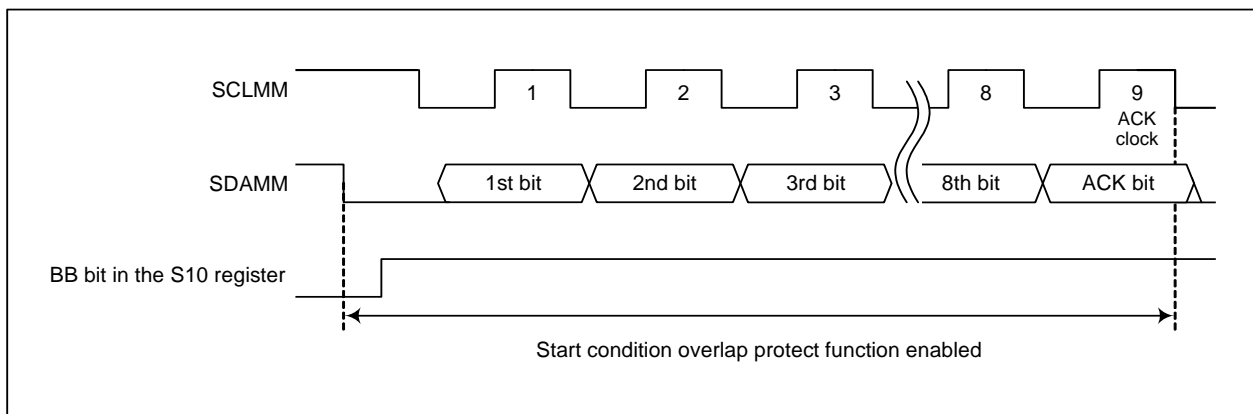 SCLMM
1
2
3
8
9
ACK
clock
SDAMM
1st bit
2nd bit
3rd bit
8th bit
ACK bit
BB bit in the S10 register
Start condition overlap protect function enabled